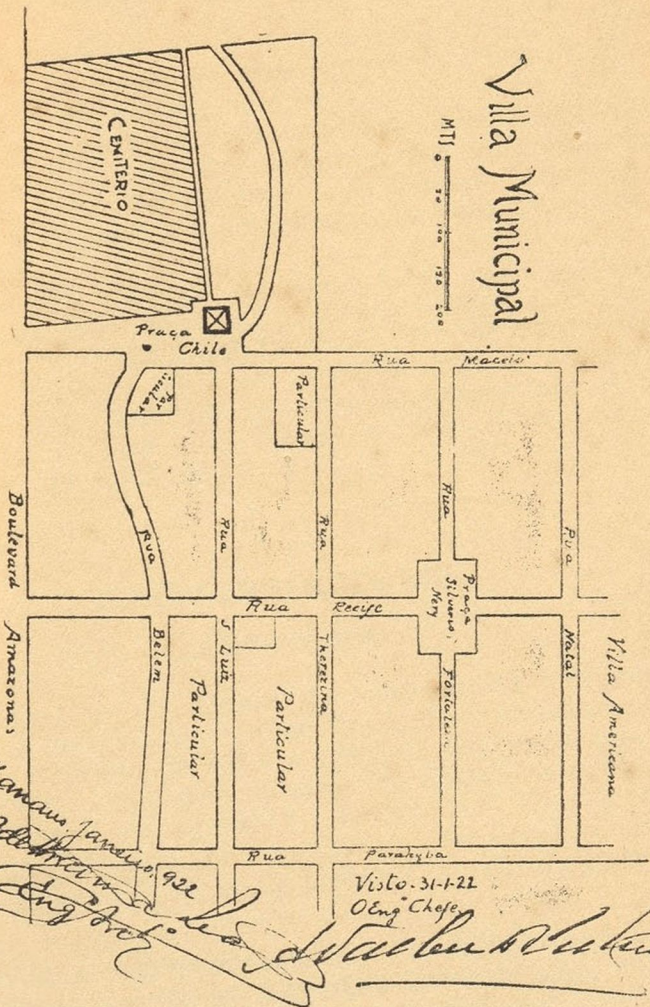 Villa Municipal
MTS
0 50 100 150 200
CEMITERIO
Praça
Chile
Rua Maceió
Par
ticular
Particular
Rua
Rua
Rua
Rua
Rua
Praça
Silverio
Nery
Rua Recife
Boulevard Amazonas
Belem
S Luiz
Therezina
Fortaleza
Natal
Villa Americana
Particular
Particular
Rua Parahyba
Manaus Janeiro, 922
Visto-31-1-22
O Engº Chefe